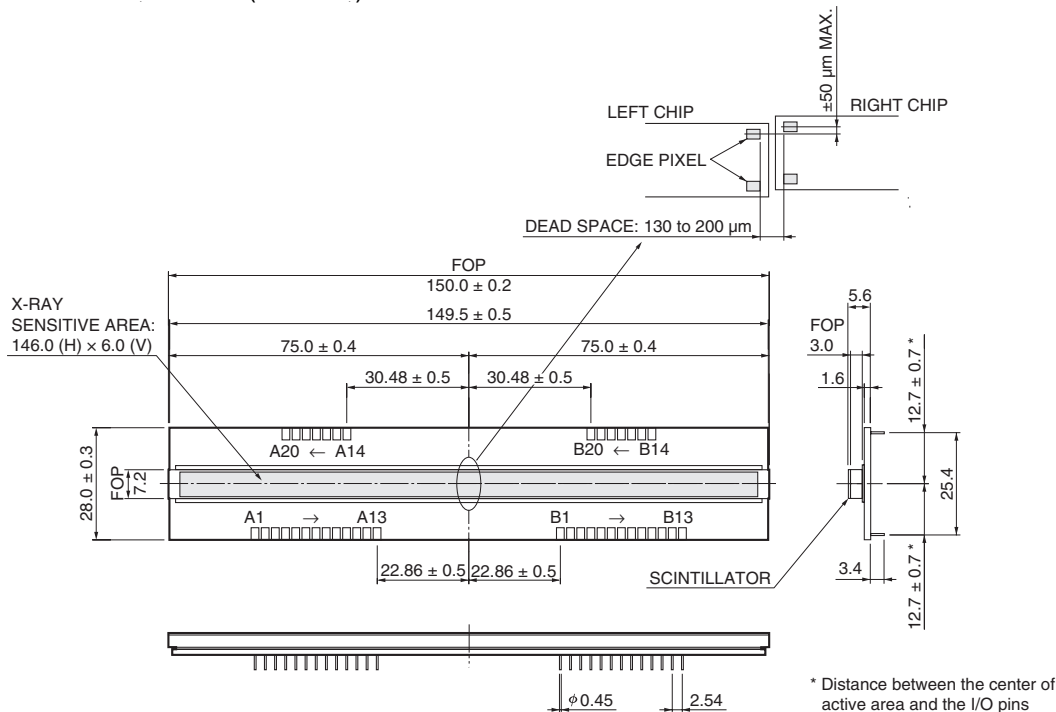 ±50 µm MAX.
LEFT CHIP
RIGHT CHIP
EDGE PIXEL
DEAD SPACE: 130 to 200 µm
FOP
150.0 ± 0.2
149.5 ± 0.5
75.0 ± 0.4
75.0 ± 0.4
30.48 ± 0.5
30.48 ± 0.5
X-RAY
SENSITIVE AREA:
146.0 (H) × 6.0 (V)
5.6
FOP
3.0
1.6
12.7 ± 0.7 *
A20 ← A14
B20 ← B14
28.0 ± 0.3
FOP
7.2
25.4
A1 → A13
B1 → B13
22.86 ± 0.5
22.86 ± 0.5
SCINTILLATOR
3.4
12.7 ± 0.7 *
ϕ0.45
2.54
* Distance between the center of
active area and the I/O pins